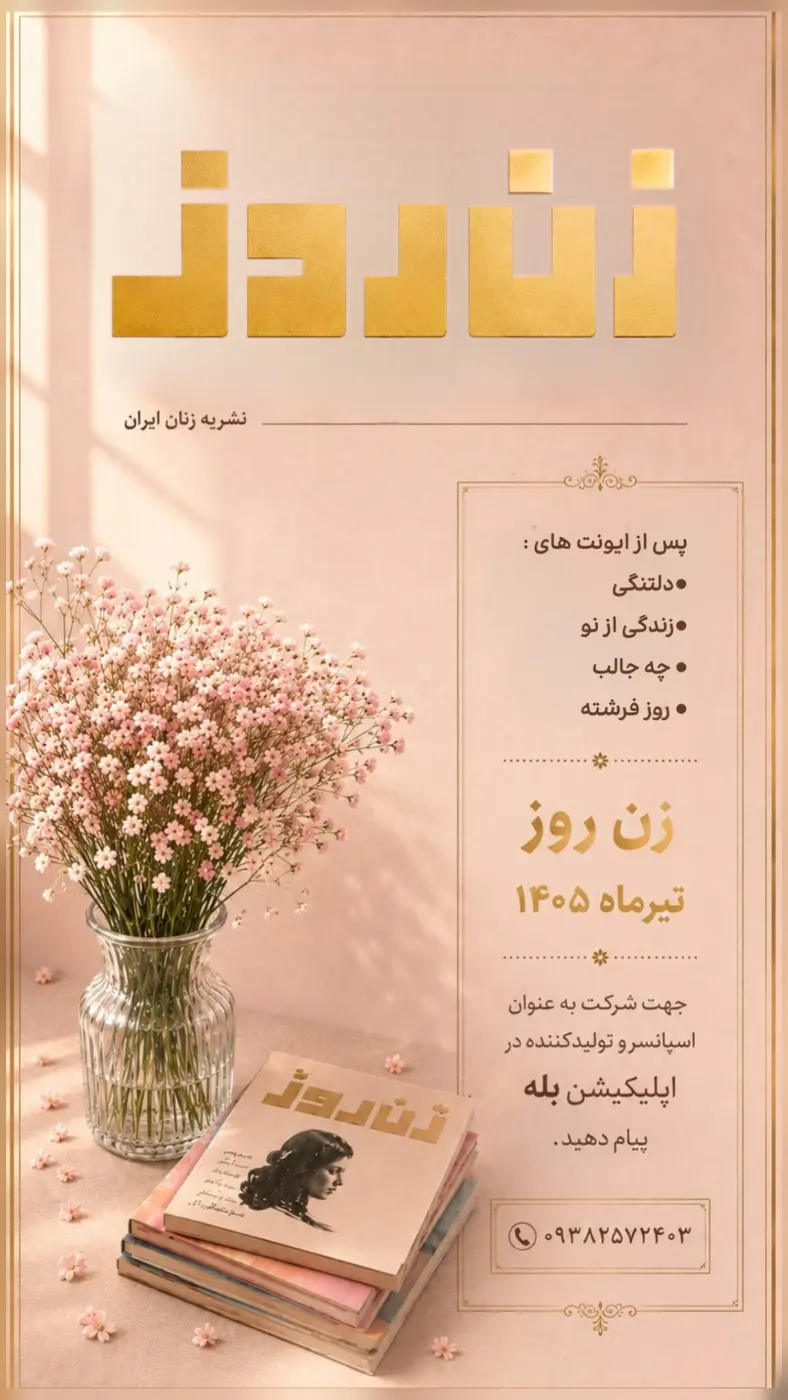 زن روز
نشریه زنان ایران
پس از ایونت های :
●دلتنگی
●زندگی از نو
● چه جالب
● روز فرشته
زن روز
تیرماه ۱۴۰۵
جهت شرکت به عنوان
اسپانسر و تولیدکننده در
اپلیکیشن بله
پیام دهید.
۰۹۳۸۲۵۷۲۴۰۳
زن روز